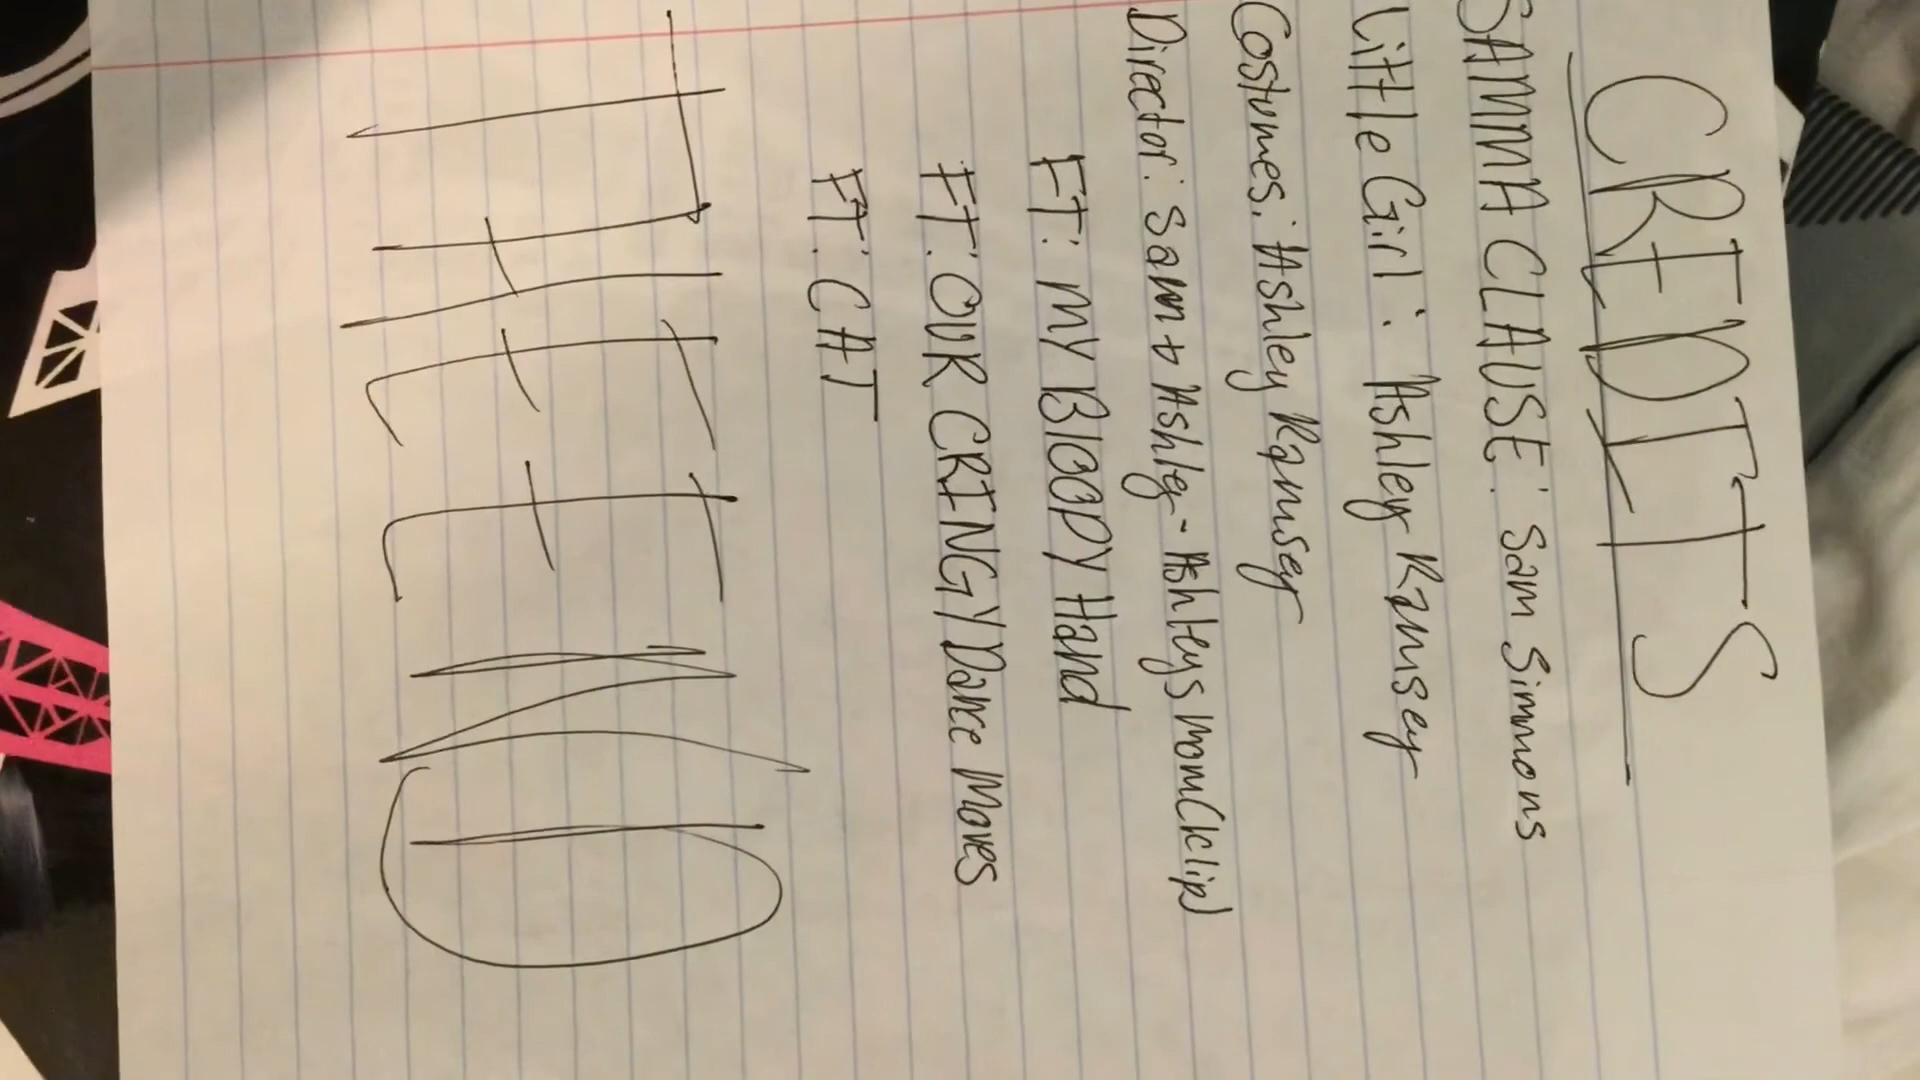 CREDITS
SAMMA CLAUSE: Sam Simmons
Little Girl: Ashley Ramsey
Costumes: Ashley Ramsey
Director: Sam + Ashley - Ashleys mom
FT: MY BlOODY Hand
FT: OUR CRINGY Dance Moves
FT: CAT
THE END